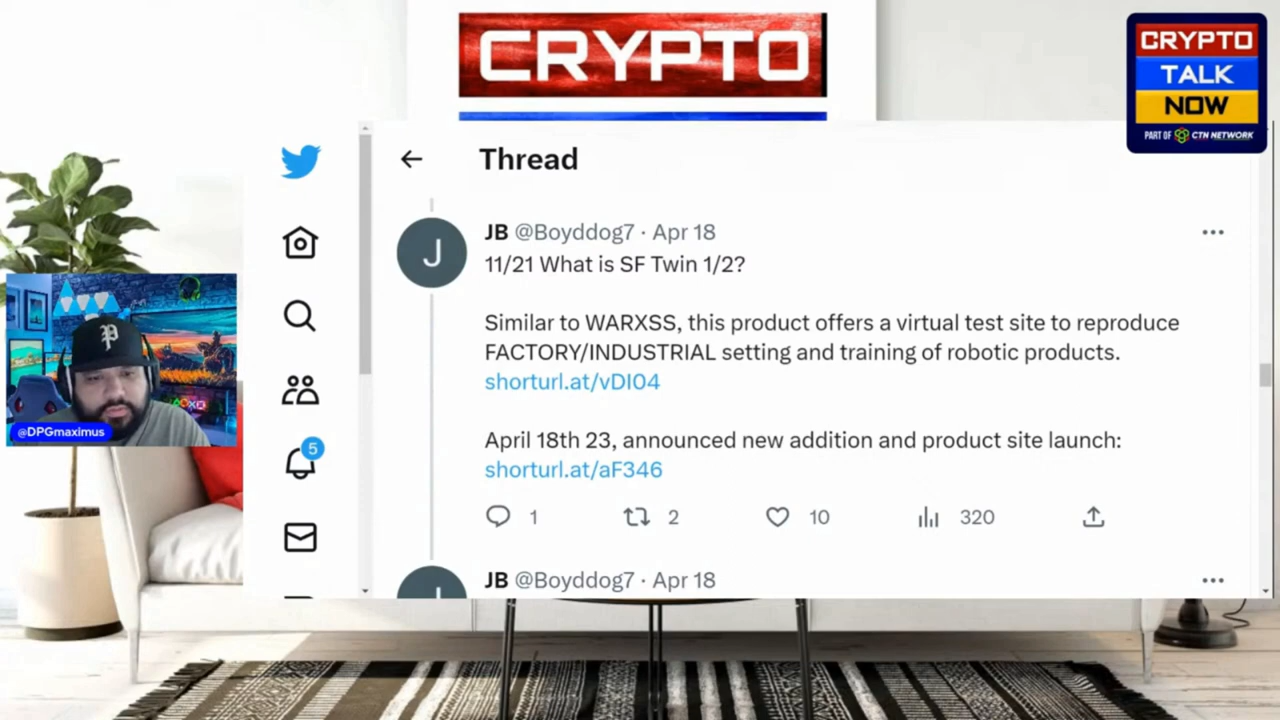 CRYPTO
CRYPTO
TALK
NOW
PART OF CTN NETWORK
Thread
JB @Boyddog7 · Apr 18
11/21 What is SF Twin 1/2?
Similar to WARXSS, this product offers a virtual test site to reproduce
FACTORY/INDUSTRIAL setting and training of robotic products.
shorturl.at/vDI04
April 18th 23, announced new addition and product site launch:
shorturl.at/aF346
1 2 10 320
JB @Boyddog7 · Apr 18
J
5
P
@DPGmaximus